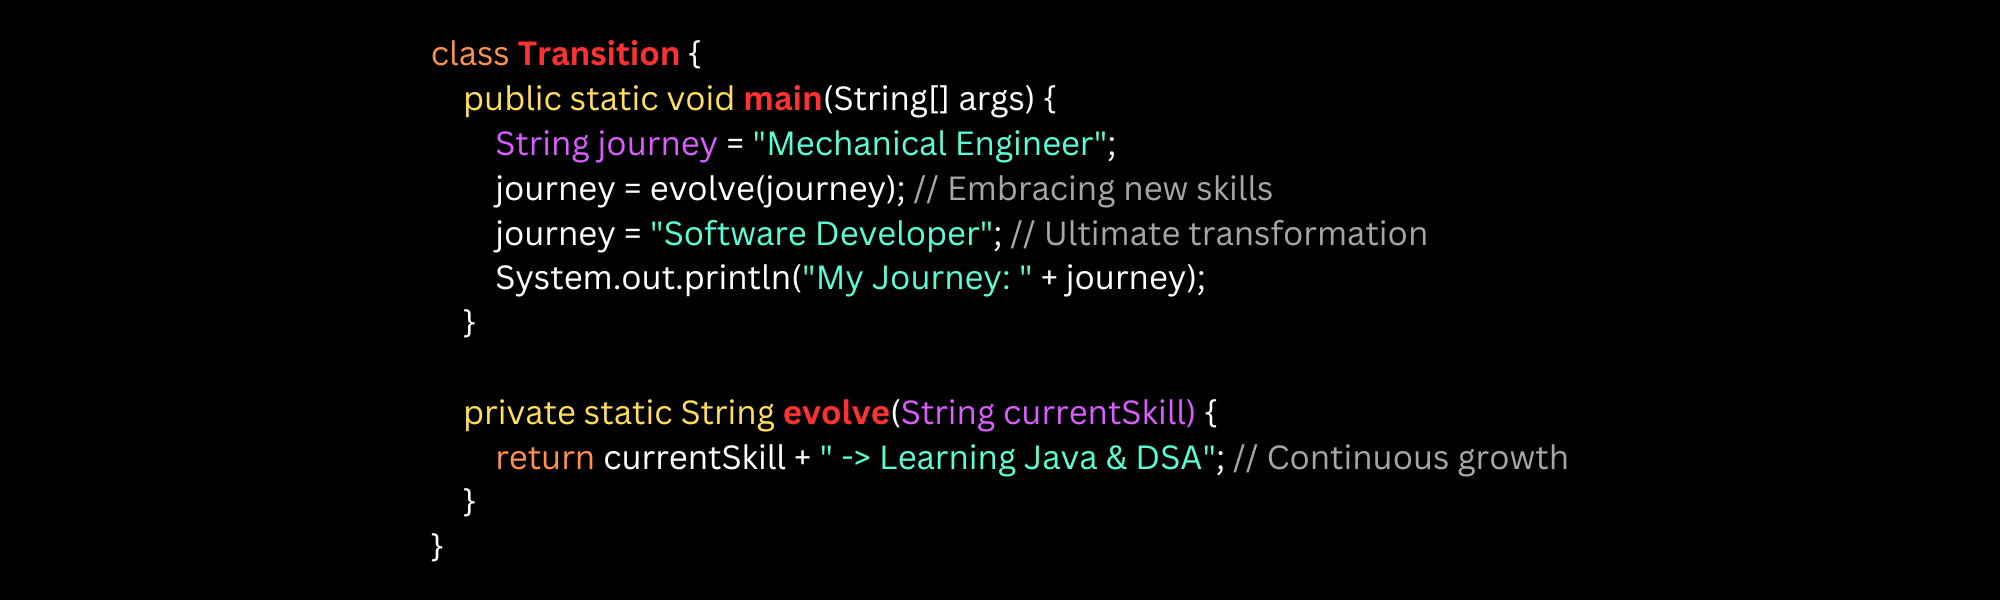 class Transition {
public static void main(String[] args) {
String journey = "Mechanical Engineer";
journey = evolve(journey); // Embracing new skills
journey = "Software Developer"; // Ultimate transformation
System.out.println("My Journey: " + journey);
}
private static String evolve(String currentSkill) {
return currentSkill + " -> Learning Java & DSA"; // Continuous growth
}
}